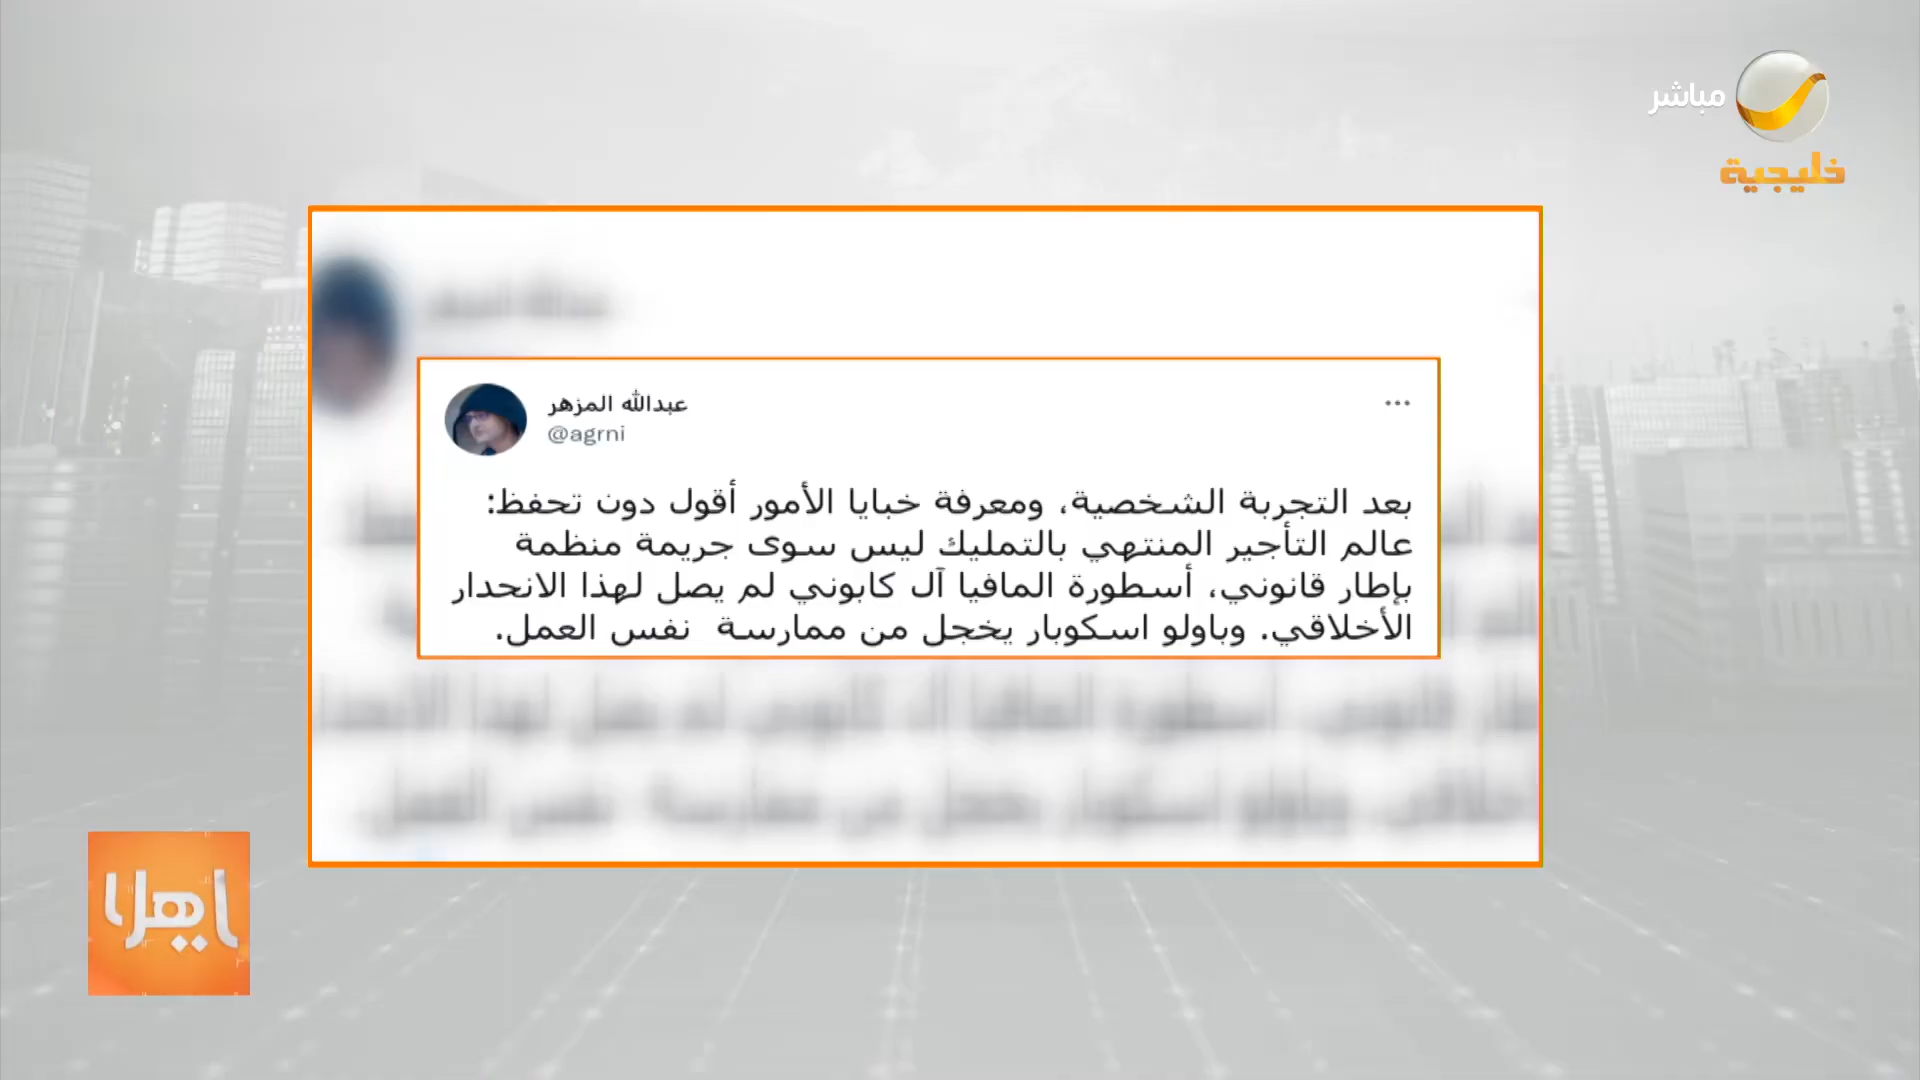 مباشر
خليجية
عبدالله المزهر
@agrni
بعد التجربة الشخصية، ومعرفة خبايا الأمور أقول دون تحفظ:
عالم التأجير المنتهي بالتمليك ليس سوى جريمة منظمة
بإطار قانوني، أسطورة المافيا آل كابوني لم يصل لهذا الانحدار
الأخلاقي. وباولو اسكوبار يخجل من ممارسة نفس العمل.
ياهلا